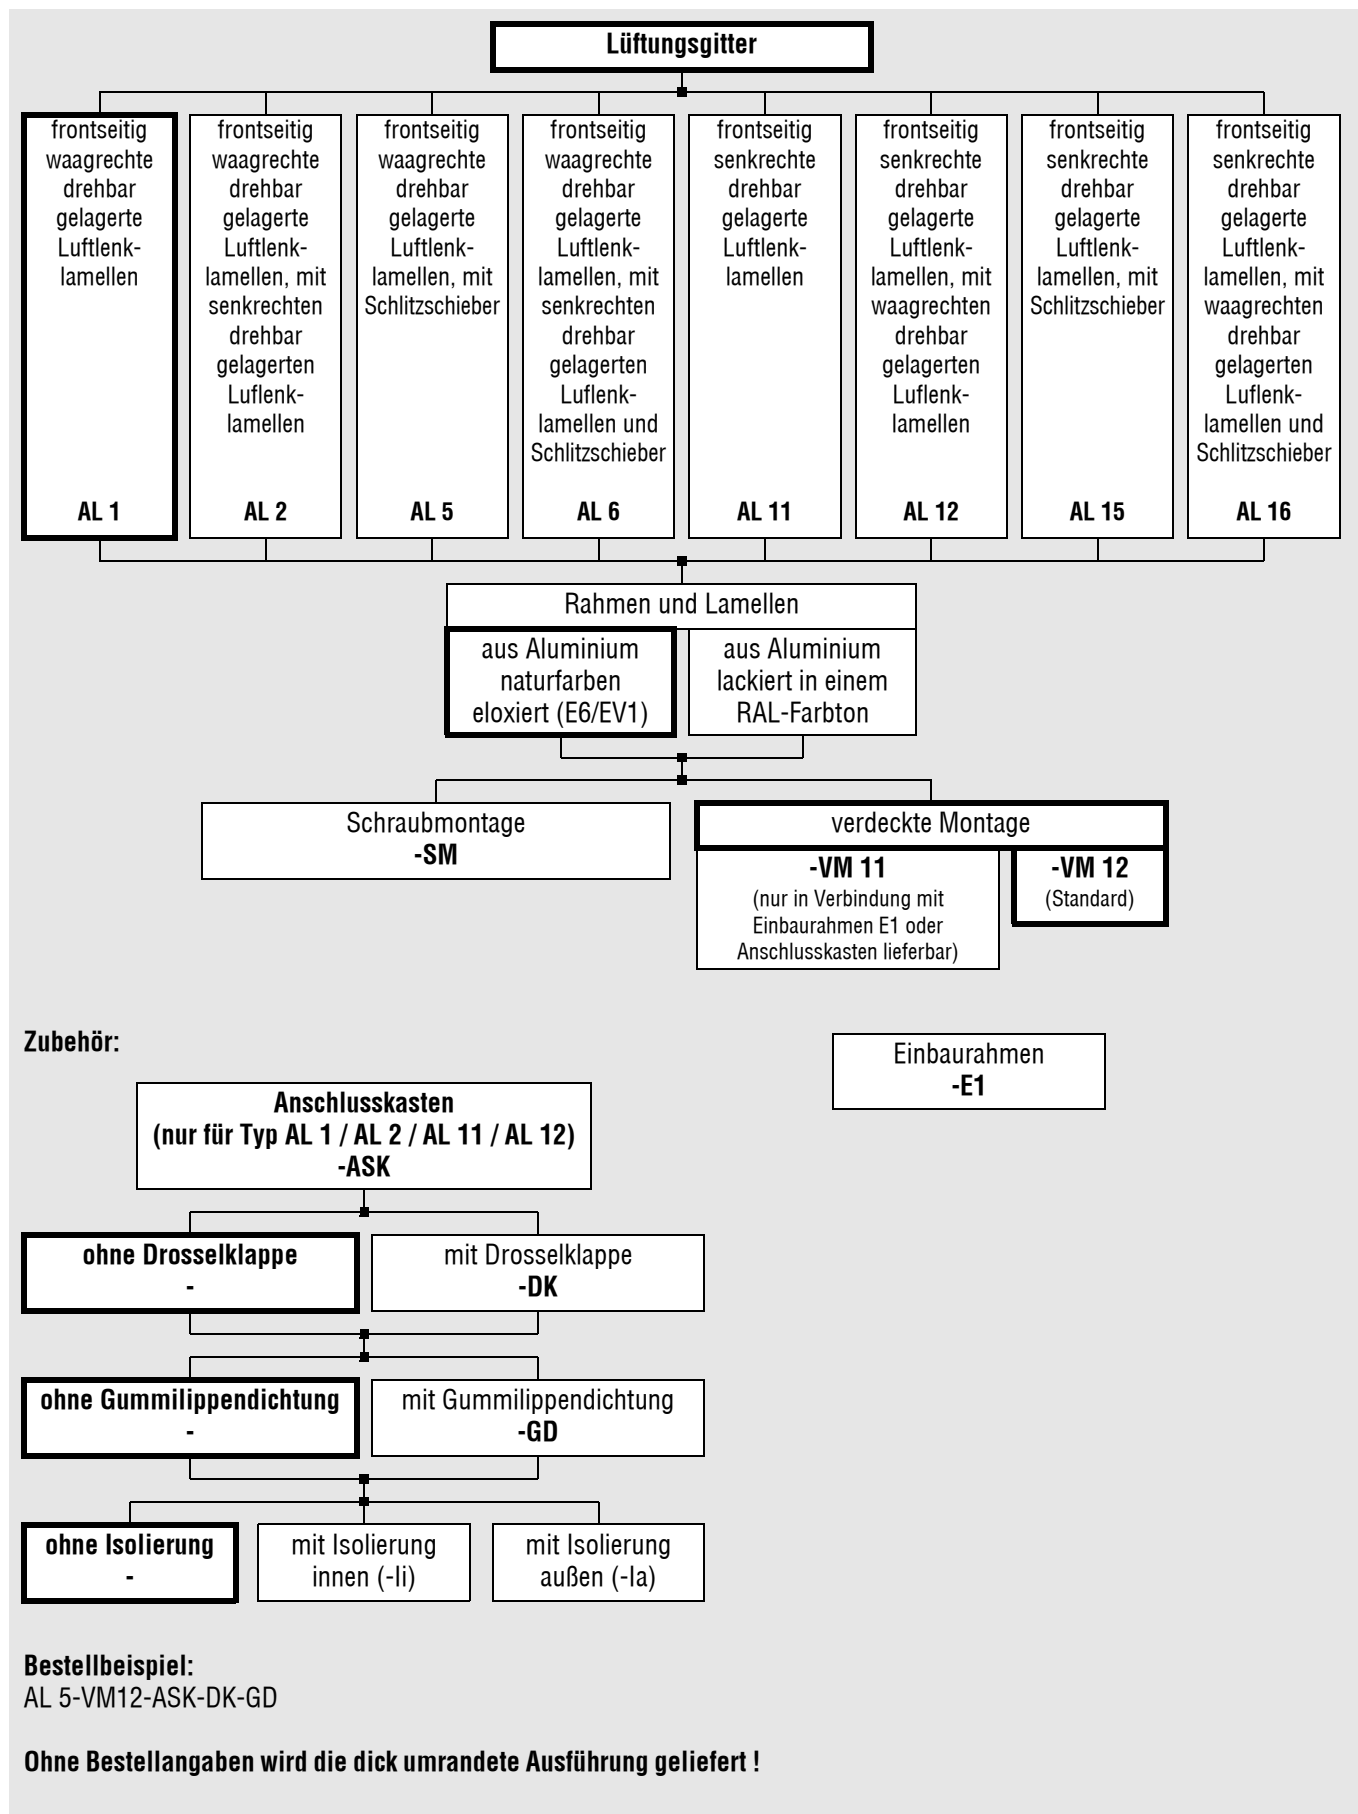 Lüftungsgitter
frontseitig
waagrechte
drehbar
gelagerte
Luftlenk-
lamellen
AL 1
frontseitig
waagrechte
drehbar
gelagerte
Luftlenk-
lamellen, mit
senkrechten
drehbar
gelagerten
Luflenk-
lamellen
AL 2
frontseitig
waagrechte
drehbar
gelagerte
Luftlenk-
lamellen, mit
Schlitzschieber
AL 5
frontseitig
waagrechte
drehbar
gelagerte
Luftlenk-
lamellen, mit
senkrechten
drehbar
gelagerten
Luflenk-
lamellen und
Schlitzschieber
AL 6
frontseitig
senkrechte
drehbar
gelagerte
Luftlenk-
lamellen
AL 11
frontseitig
senkrechte
drehbar
gelagerte
Luftlenk-
lamellen, mit
waagrechten
drehbar
gelagerten
Luflenk-
lamellen
AL 12
frontseitig
senkrechte
drehbar
gelagerte
Luftlenk-
lamellen, mit
Schlitzschieber
AL 15
frontseitig
senkrechte
drehbar
gelagerte
Luftlenk-
lamellen, mit
waagrechten
drehbar
gelagerten
Luflenk-
lamellen und
Schlitzschieber
AL 16
Rahmen und Lamellen
aus Aluminium
naturfarben
eloxiert (E6/EV1)
aus Aluminium
lackiert in einem
RAL-Farbton
Schraubmontage
-SM
verdeckte Montage
-VM 11
(nur in Verbindung mit
Einbaurahmen E1 oder
Anschlusskasten lieferbar)
-VM 12
(Standard)
Zubehör:
Einbaurahmen
-E1
Anschlusskasten
(nur für Typ AL 1 / AL 2 / AL 11 / AL 12)
-ASK
ohne Drosselklappe
-
mit Drosselklappe
-DK
ohne Gummilippendichtung
-
mit Gummilippendichtung
-GD
ohne Isolierung
-
mit Isolierung
innen (-Ii)
mit Isolierung
außen (-Ia)
Bestellbeispiel:
AL 5-VM12-ASK-DK-GD
Ohne Bestellangaben wird die dick umrandete Ausführung geliefert !